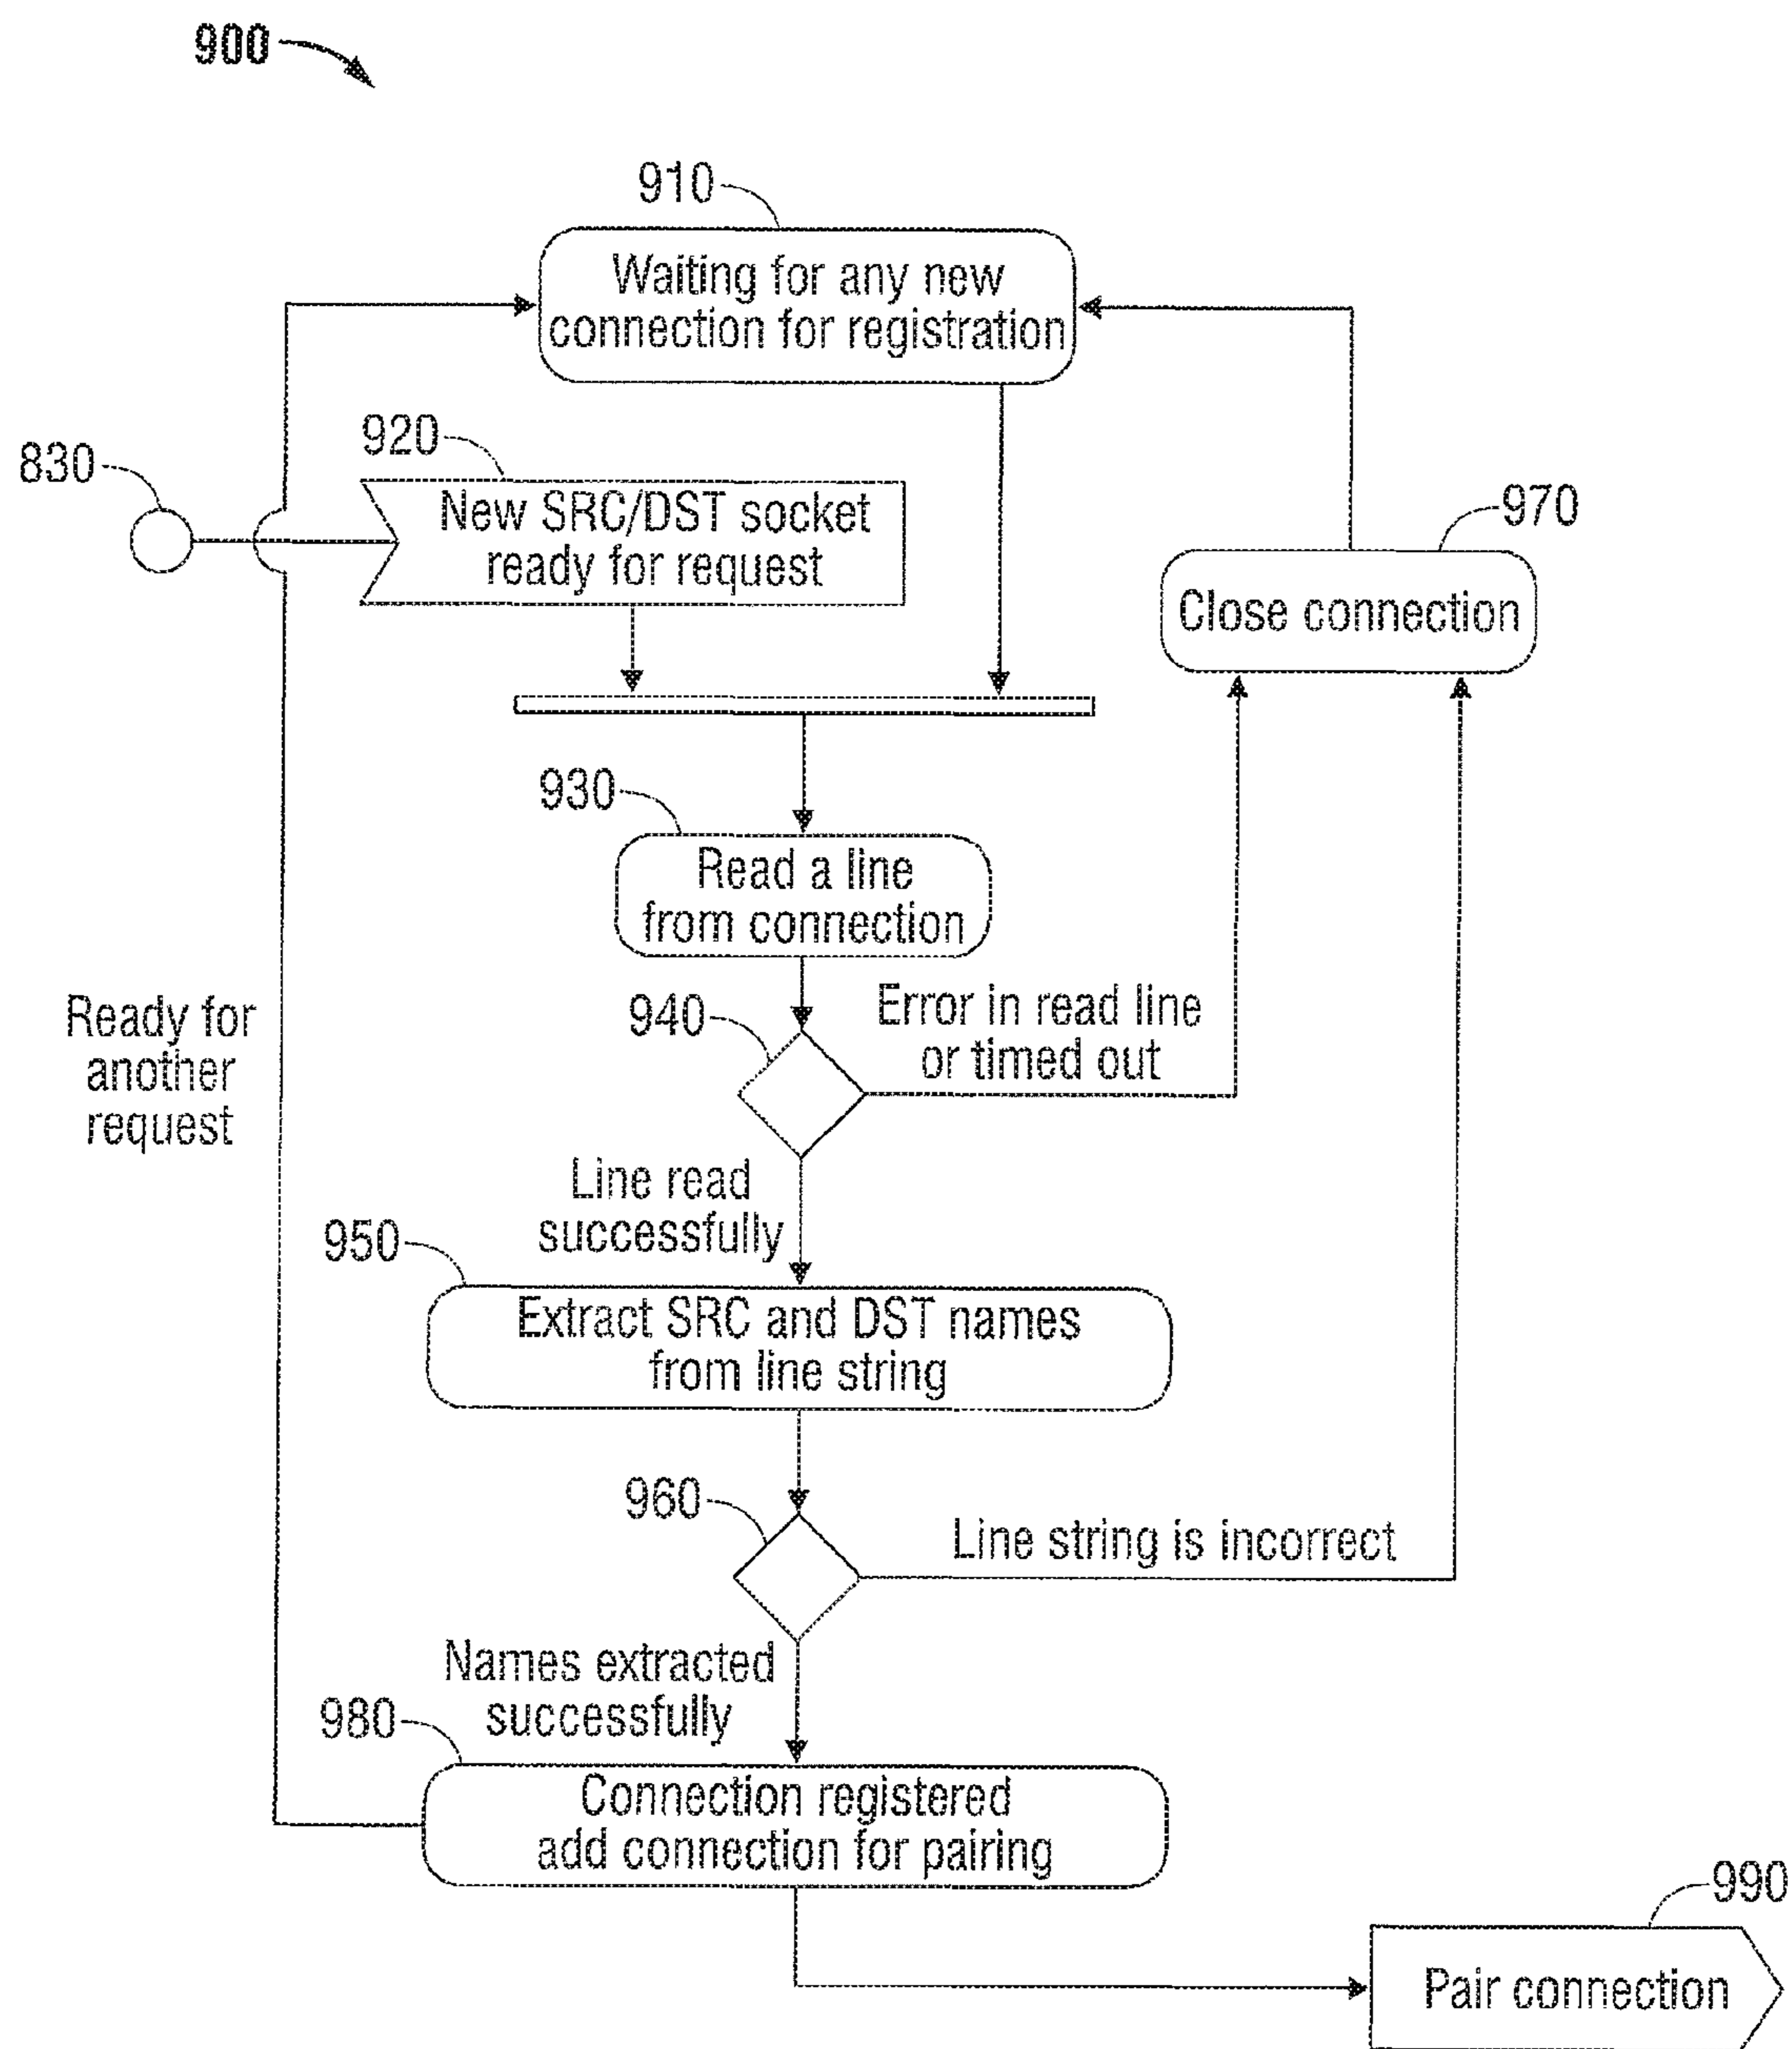 900
910
Waiting for any new
connection for registration
920
830
New SRC/DST socket
ready for request
970
Close connection
930
Read a line
from connection
Ready for
another
request
940
Error in read line
or timed out
Line read
successfully
950
Extract SRC and DST names
from line string
960
Line string is incorrect
Names extracted
successfully
980
Connection registered
add connection for pairing
990
Pair connection